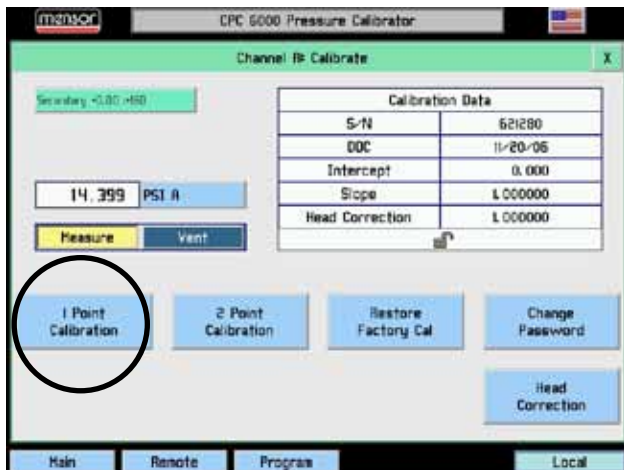 mensor
CPC 6000 Pressure Calibrator
Channel A: Calibrate X
Calibration Data
S/N 621280
DOC 11/20/06
Intercept 0.000
Slope 1.000000
Head Correction 1.000000
14.399 PSI A
Measure Vent
1 Point
Calibration
2 Point
Calibration
Restore
Factory Cal
Change
Password
Head
Correction
Main Remote Program Local